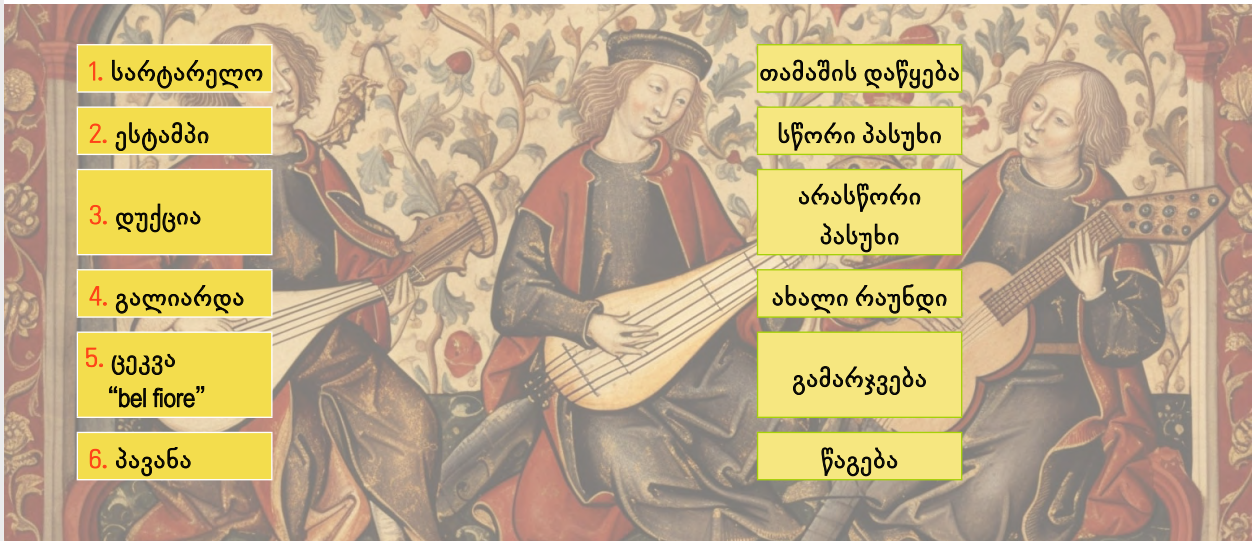 1. სარტარელო
2. ესტამპი
3. დუქცია
4. გალიარდა
5. ცეკვა
“bel fiore”
6. პავანა
თამაშის დაწყება
სწორი პასუხი
არასწორი
პასუხი
ახალი რაუნდი
გამარჯვება
წაგება